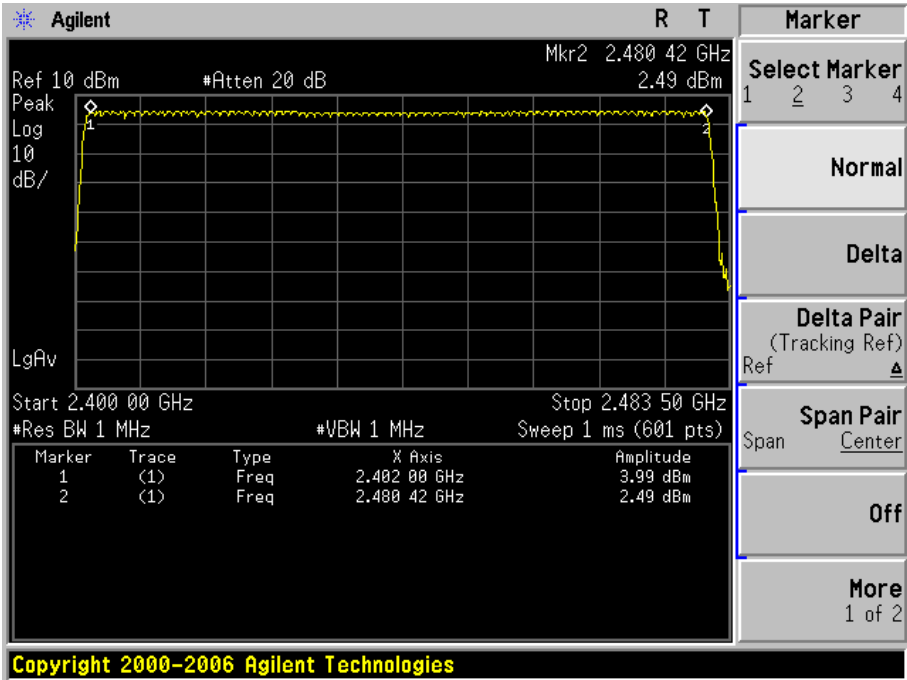 Agilent R T Marker
Mkr2 2.480 42 GHz
Ref 10 dBm #Atten 20 dB 2.49 dBm
Peak
Log
10
dB/
1
2
LgAv
Start 2.400 00 GHz Stop 2.483 50 GHz
#Res BW 1 MHz #VBW 1 MHz Sweep 1 ms (601 pts)
Marker Trace Type X Axis Amplitude
1 (1) Freq 2.402 00 GHz 3.99 dBm
2 (1) Freq 2.480 42 GHz 2.49 dBm
Select Marker
1 2 3 4
Normal
Delta
Delta Pair
(Tracking Ref)
Ref Δ
Span Pair
Span Center
Off
More
1 of 2
Copyright 2000-2006 Agilent Technologies